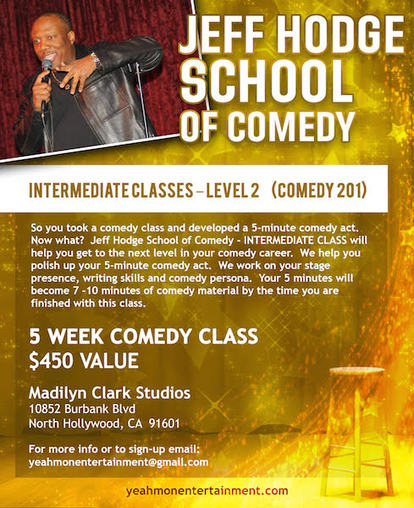 JEFF HODGE
SCHOOL
OF COMEDY
INTERMEDIATE CLASSES – LEVEL 2 (COMEDY 201)
So you took a comedy class and developed a 5-minute comedy act.
Now what? Jeff Hodge School of Comedy - INTERMEDIATE CLASS will
help you get to the next level in your comedy career. We help you
polish up your 5-minute comedy act. We work on your stage
presence, writing skills and comedy persona. Your 5 minutes will
become 7 -10 minutes of comedy material by the time you are
finished with this class.
5 WEEK COMEDY CLASS
$450 VALUE
Madilyn Clark Studios
10852 Burbank Blvd
North Hollywood, CA 91601
For more info or to sign-up email:
yeahmonentertainment@gmail.com
yeahmonentertainment.com